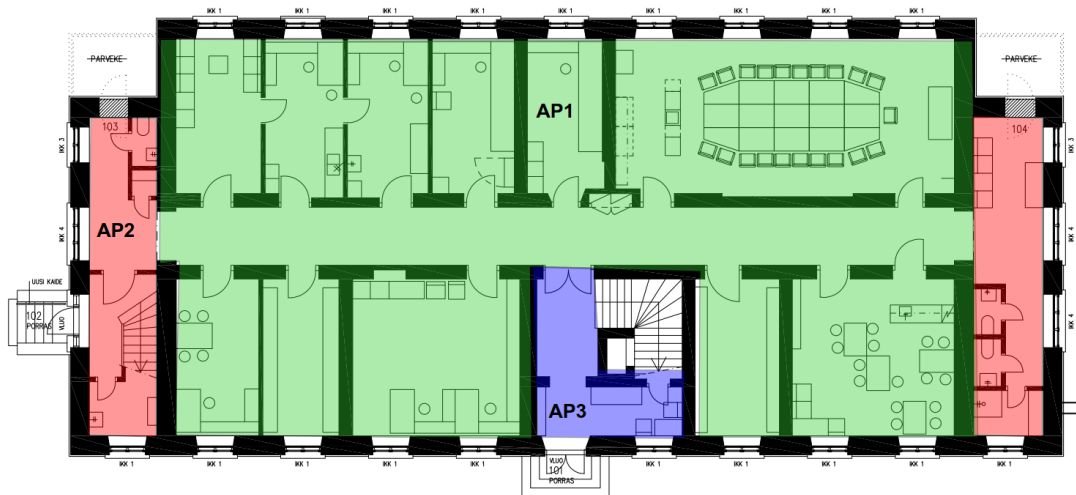 IKK 1 IKK 1 IKK 1 IKK 1 IKK 1 IKK 1 IKK 1 IKK 1 IKK 1
PARVEKE PARVEKE
103 104
IKK 3 IKK 3
AP1
AP2
IKK 4 IKK 4
UUSI KAIDE
102
PORRAS
VLUO
IKK 4
AP3
IKK 1 IKK 1 IKK 1 IKK 1 IKK 1 IKK 1 IKK 1 IKK 1 IKK 1 IKK 1
VLUO
101
PORRAS